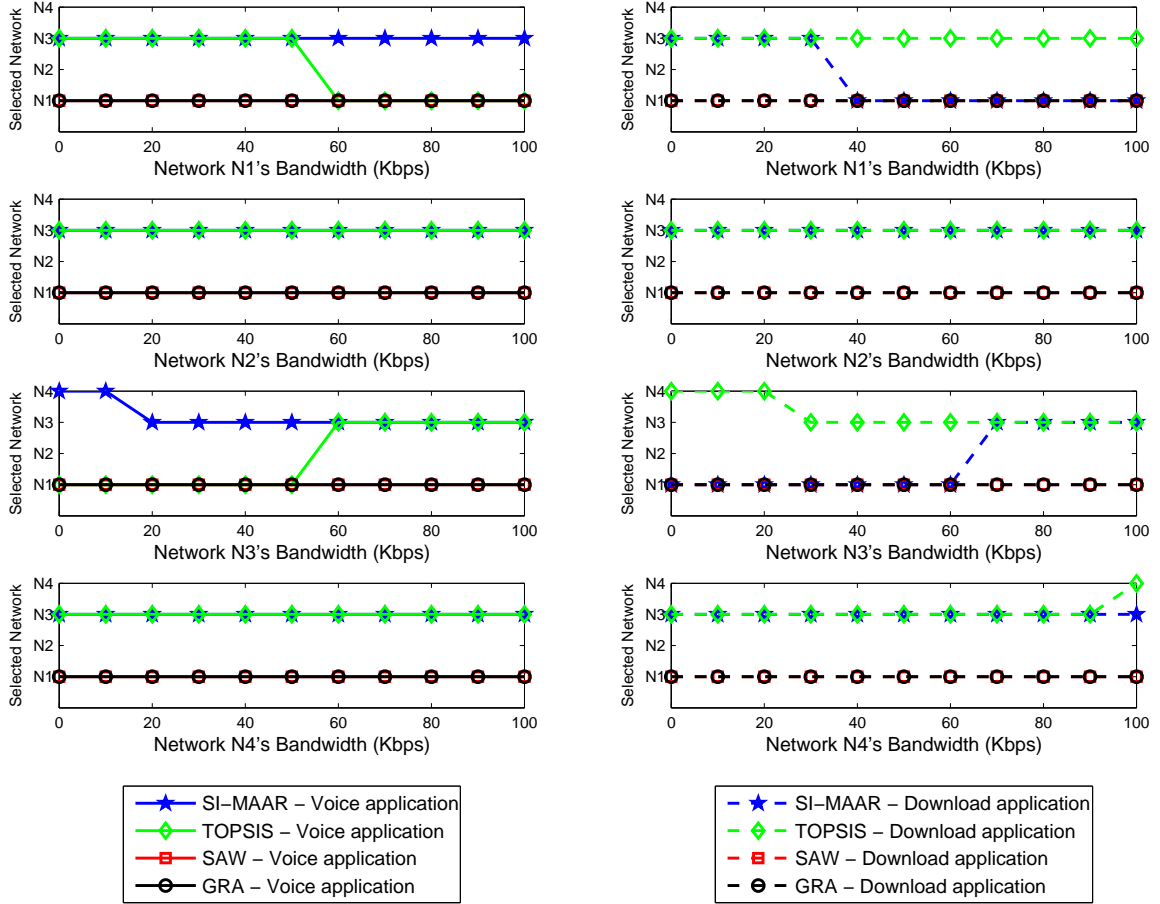 N4
N3
N2
N1
Selected Network
0 20 40 60 80 100
Network N1's Bandwidth (Kbps)
N4
N3
N2
N1
Selected Network
0 20 40 60 80 100
Network N1's Bandwidth (Kbps)
N4
N3
N2
N1
Selected Network
0 20 40 60 80 100
Network N2's Bandwidth (Kbps)
N4
N3
N2
N1
Selected Network
0 20 40 60 80 100
Network N2's Bandwidth (Kbps)
N4
N3
N2
N1
Selected Network
0 20 40 60 80 100
Network N3's Bandwidth (Kbps)
N4
N3
N2
N1
Selected Network
0 20 40 60 80 100
Network N3's Bandwidth (Kbps)
N4
N3
N2
N1
Selected Network
0 20 40 60 80 100
Network N4's Bandwidth (Kbps)
N4
N3
N2
N1
Selected Network
0 20 40 60 80 100
Network N4's Bandwidth (Kbps)
SI−MAAR − Voice application
TOPSIS − Voice application
SAW − Voice application
GRA − Voice application
SI−MAAR − Download application
TOPSIS − Download application
SAW − Download application
GRA − Download application